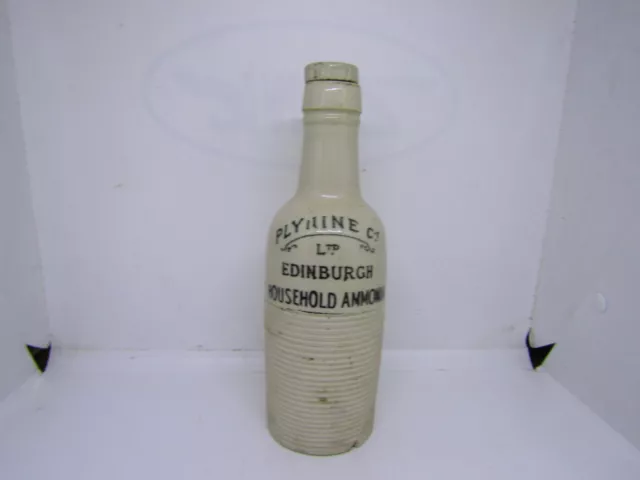 PLYNINE Co
LTD
EDINBURGH
HOUSEHOLD AMMONIA